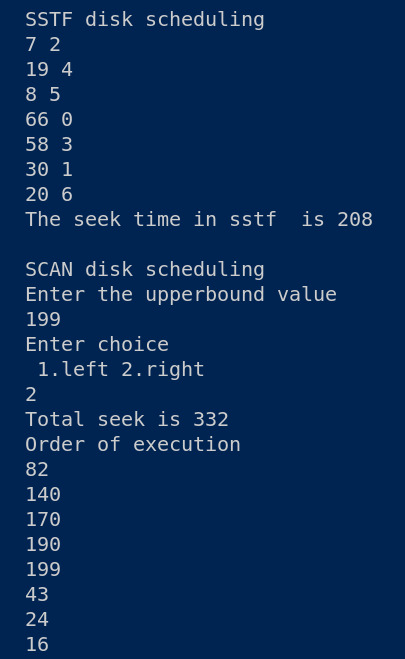 SSTF disk scheduling
7 2
19 4
8 5
66 0
58 3
30 1
20 6
The seek time in sstf  is 208

SCAN disk scheduling
Enter the upperbound value
199
Enter choice
 1.left 2.right
2
Total seek is 332
Order of execution
82
140
170
190
199
43
24
16